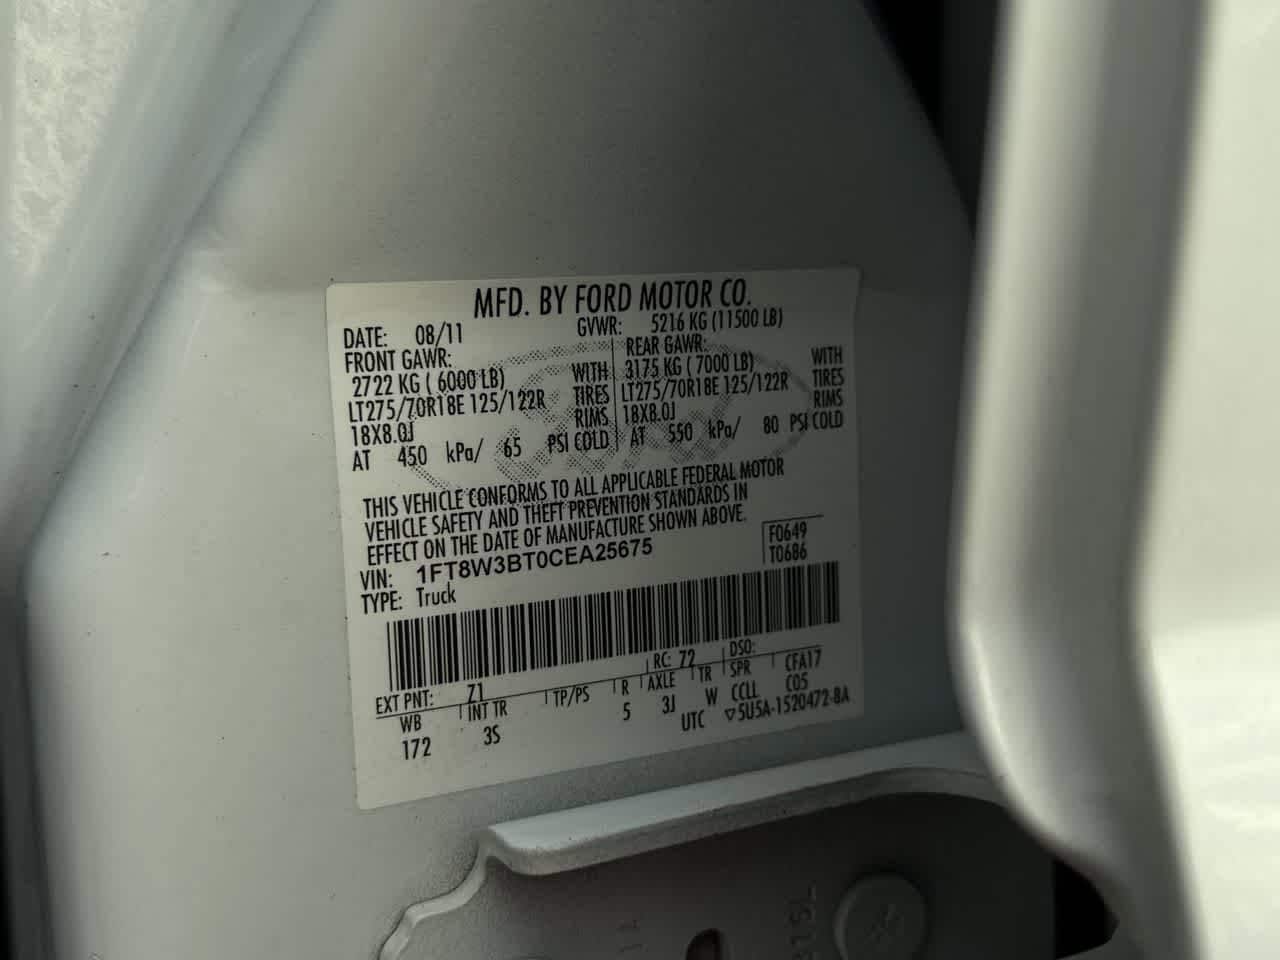 MFD. BY FORD MOTOR CO.
DATE: 08/11 GVWR: 5216 KG (11500 LB)
FRONT GAWR: REAR GAWR:
2722 KG ( 6000 LB) WITH 3175 KG ( 7000 LB) WITH
LT275/70R18E 125/122R TIRES LT275/70R18E 125/122R TIRES
18X8.0J RIMS 18X8.0J RIMS
AT 450 kPa/ 65 PSI COLD AT 550 kPa/ 80 PSI COLD
THIS VEHICLE CONFORMS TO ALL APPLICABLE FEDERAL MOTOR
VEHICLE SAFETY AND THEFT PREVENTION STANDARDS IN
EFFECT ON THE DATE OF MANUFACTURE SHOWN ABOVE.
VIN: 1FT8W3BT0CEA25675 F0649
TYPE: Truck T0686
EXT PNT: Z1 RC: 72 DSO:
WB INT TR TP/PS R AXLE TR SPR CFA17
172 3S 5 3J W CCLL C05
UTC ▽5U5A-1520472-BA